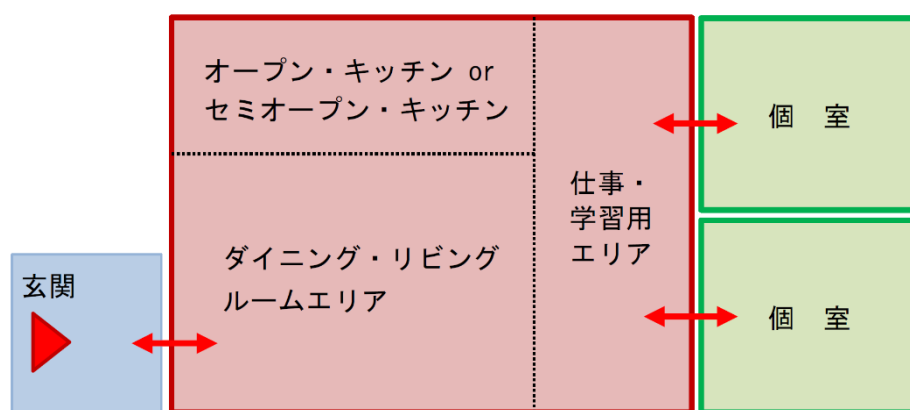 オープン・キッチン or
セミオープン・キッチン
個　室
仕事・
学習用
エリア
ダイニング・リビング
ルームエリア
玄関
個　室